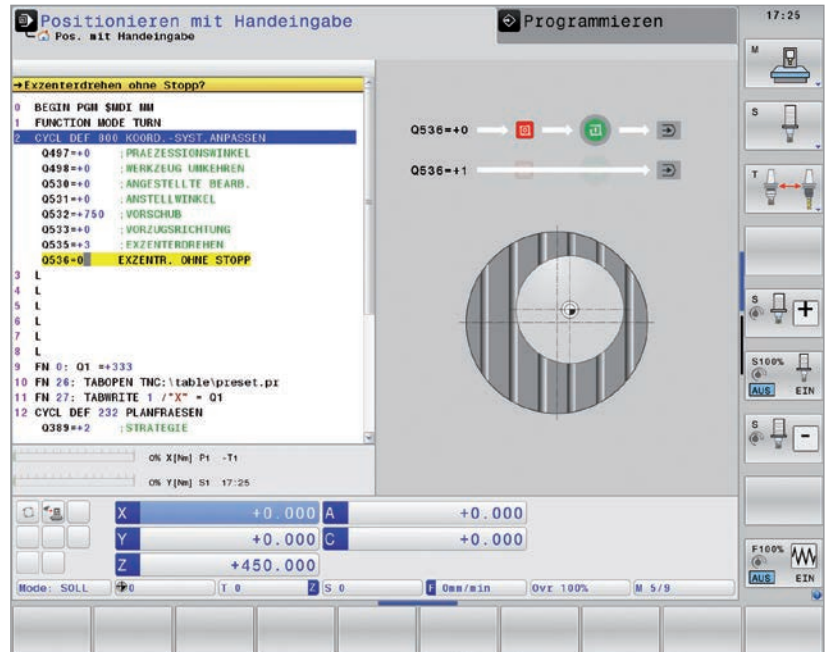 Positionieren mit Handeingabe
Pos. mit Handeingabe
Programmieren
17:25
→Exzenterdrehen ohne Stopp?
0 BEGIN PGM $MDI MM
1 FUNCTION MODE TURN
2 CYCL DEF 800 KOORD.-SYST.ANPASSEN
Q497=+0 ;PRAEZESSIONSWINKEL
Q498=+0 ;WERKZEUG UMKEHREN
Q530=+0 ;ANGESTELLTE BEARB.
Q531=+0 ;ANSTELLWINKEL
Q532=+750 ;VORSCHUB
Q533=+0 ;VORZUGSRICHTUNG
Q535=+3 ;EXZENTERDREHEN
Q536=0 EXZENTR. OHNE STOPP
3 L
4 L
5 L
6 L
7 L
8 L
9 FN 0: Q1 =+333
10 FN 26: TABOPEN TNC:\table\preset.pr
11 FN 27: TABWRITE 1 /"X" = Q1
12 CYCL DEF 232 PLANFRAESEN
Q389=+2 ;STRATEGIE
Q536=+0
Q536=+1
0% X[Nm] P1 -T1
0% Y[Nm] S1 17:25
X +0.000 A +0.000
Y +0.000 C +0.000
Z +450.000
Mode: SOLL 0 T 0 Z S 0 F 0mm/min Ovr 100% M 5/9
M
S
T
S +
S100%
AUS EIN
S -
F100%
AUS EIN